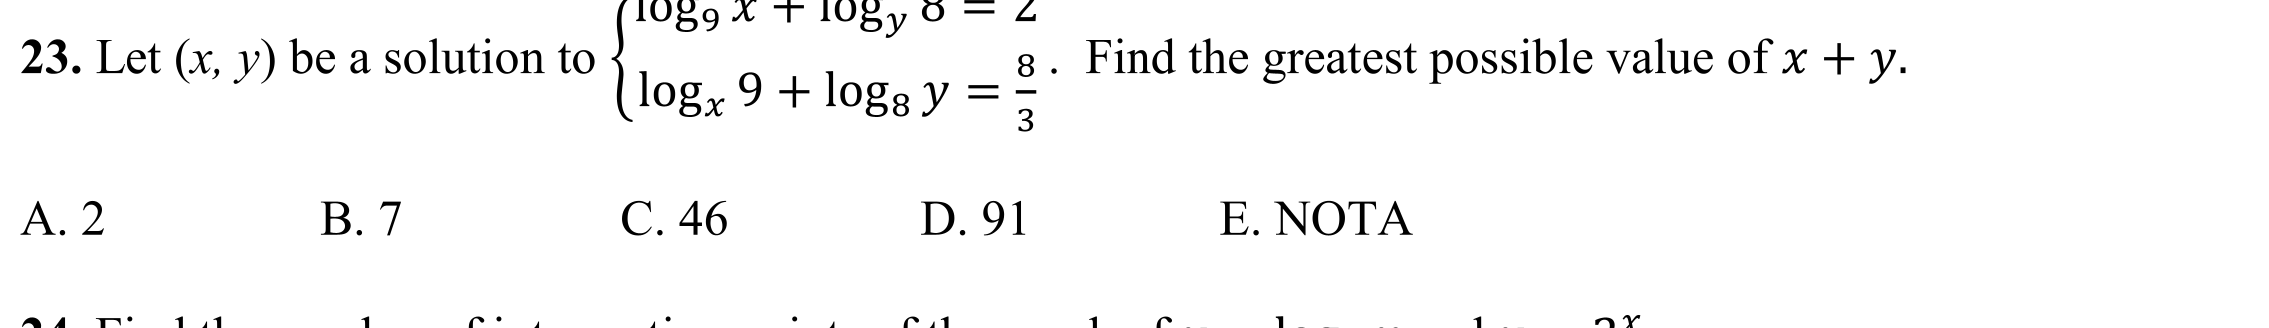 23. Let (x, y) be a solution to { log₉ x + log_y 8 = 2
log_x 9 + log₈ y = 8/3 . Find the greatest possible value of x + y.
A. 2 B. 7 C. 46 D. 91 E. NOTA